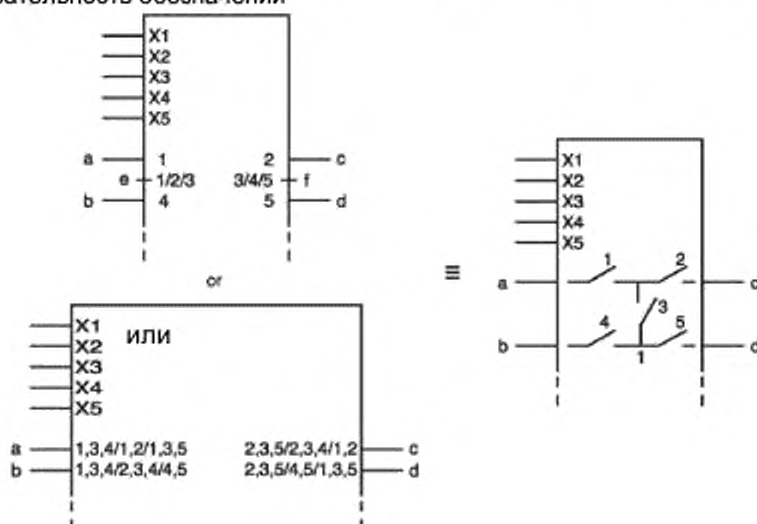 X1
X2
X3
X4
X5
a 1 2 c
e 1/2/3 3/4/5 f
b 4 5 d
or
X1
X2
X3
X4
X5
или
a 1,3,4/1,2/1,3,5 2,3,5/2,3,4/1,2 c
b 1,3,4/2,3,4/4,5 2,3,5/4,5/1,3,5 d
≡
X1
X2
X3
X4
X5
a 1 2 c
3
b 4 5 d
1